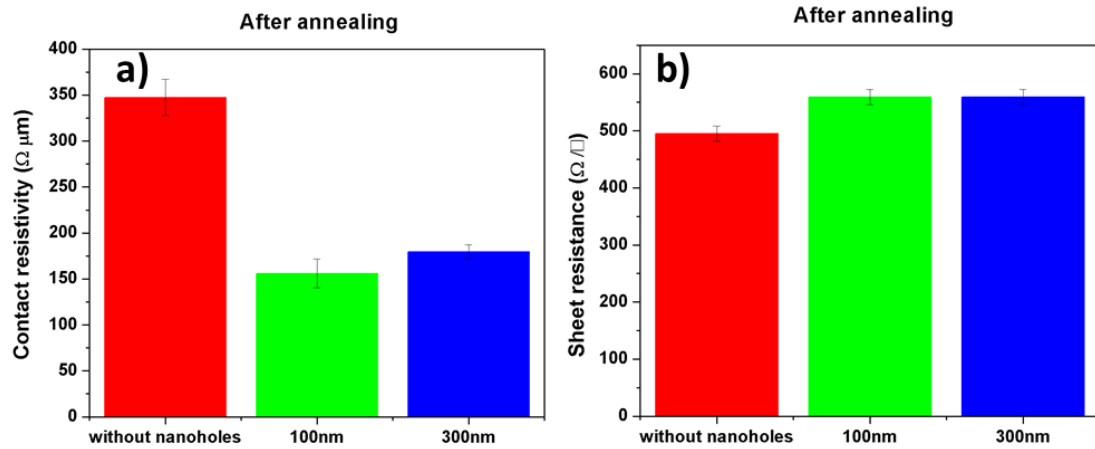 After annealing
a)
Contact resistivity (Ω μm)
400
350
300
250
200
150
100
50
0
without nanoholes 100nm 300nm
After annealing
b)
Sheet resistance (Ω /□)
600
500
400
300
200
100
0
without nanoholes 100nm 300nm